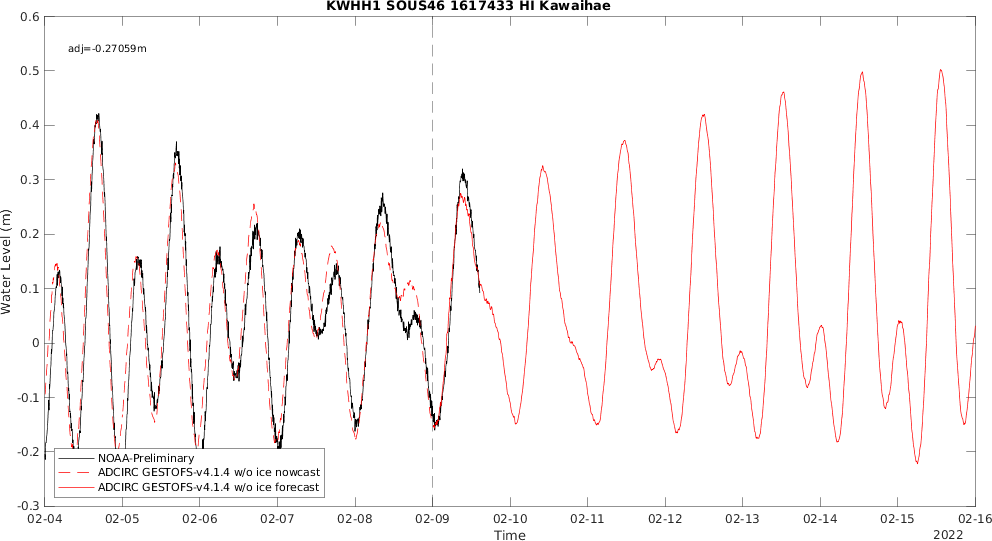 KWHH1 SOUS46 1617433 HI Kawaihae
adj=-0.27059m
Water Level (m)
0.6
0.5
0.4
0.3
0.2
0.1
0
-0.1
-0.2
-0.3
NOAA-Preliminary
ADCIRC GESTOFS-v4.1.4 w/o ice nowcast
ADCIRC GESTOFS-v4.1.4 w/o ice forecast
02-04 02-05 02-06 02-07 02-08 02-09 02-10 02-11 02-12 02-13 02-14 02-15 02-16
Time
2022